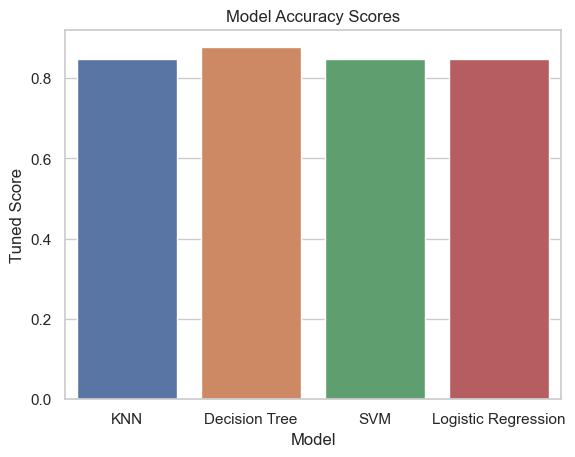 Model Accuracy Scores
Tuned Score
0.8
0.6
0.4
0.2
0.0
KNN Decision Tree SVM Logistic Regression
Model